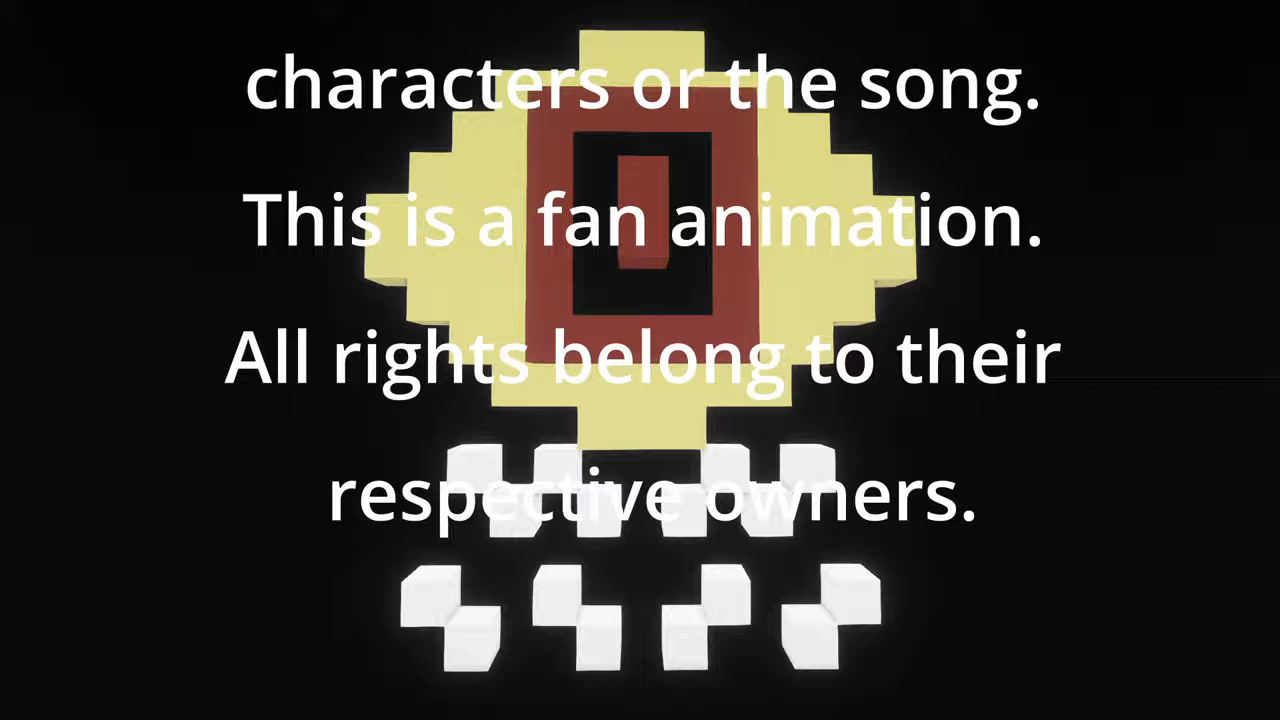 characters or the song.
This is a fan animation.
All rights belong to their
respective owners.